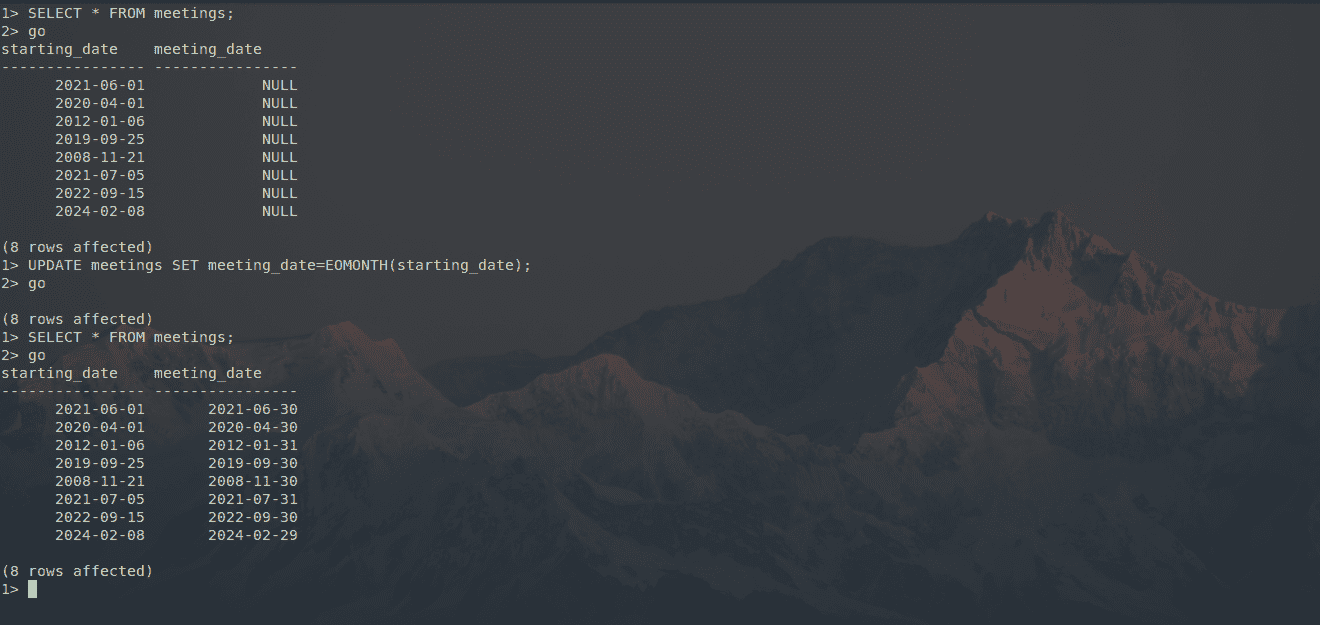 1> SELECT * FROM meetings;
2> go
starting_date    meeting_date
---------------- ----------------
      2021-06-01             NULL
      2020-04-01             NULL
      2012-01-06             NULL
      2019-09-25             NULL
      2008-11-21             NULL
      2021-07-05             NULL
      2022-09-15             NULL
      2024-02-08             NULL

(8 rows affected)
1> UPDATE meetings SET meeting_date=EOMONTH(starting_date);
2> go

(8 rows affected)
1> SELECT * FROM meetings;
2> go
starting_date    meeting_date
---------------- ----------------
      2021-06-01       2021-06-30
      2020-04-01       2020-04-30
      2012-01-06       2012-01-31
      2019-09-25       2019-09-30
      2008-11-21       2008-11-30
      2021-07-05       2021-07-31
      2022-09-15       2022-09-30
      2024-02-08       2024-02-29

(8 rows affected)
1>